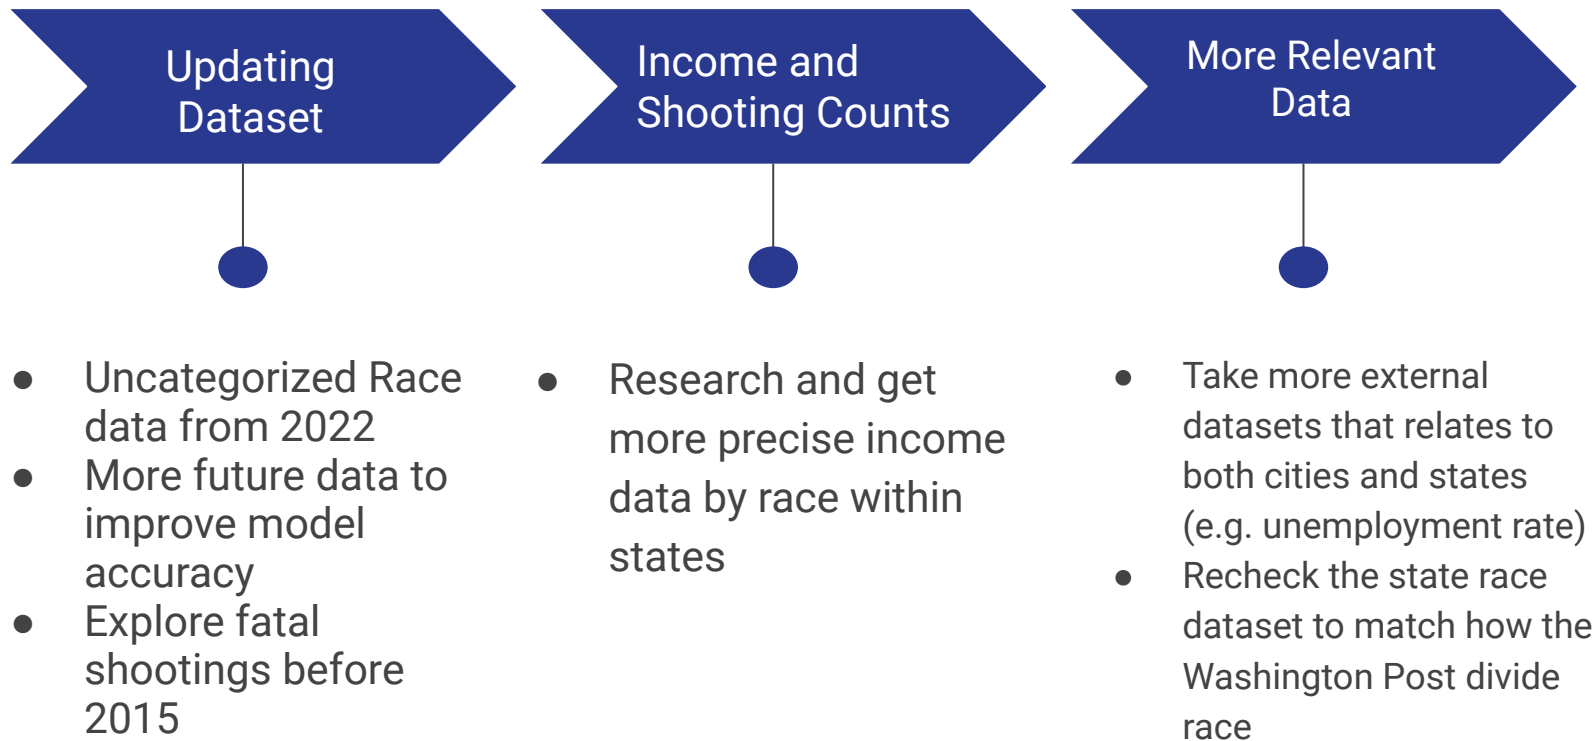 Updating
Dataset
Income and
Shooting Counts
More Relevant
Data
● Uncategorized Race
data from 2022
● More future data to
improve model
accuracy
● Explore fatal
shootings before
2015
● Research and get
more precise income
data by race within
states
● Take more external
datasets that relates to
both cities and states
(e.g. unemployment rate)
● Recheck the state race
dataset to match how the
Washington Post divide
race